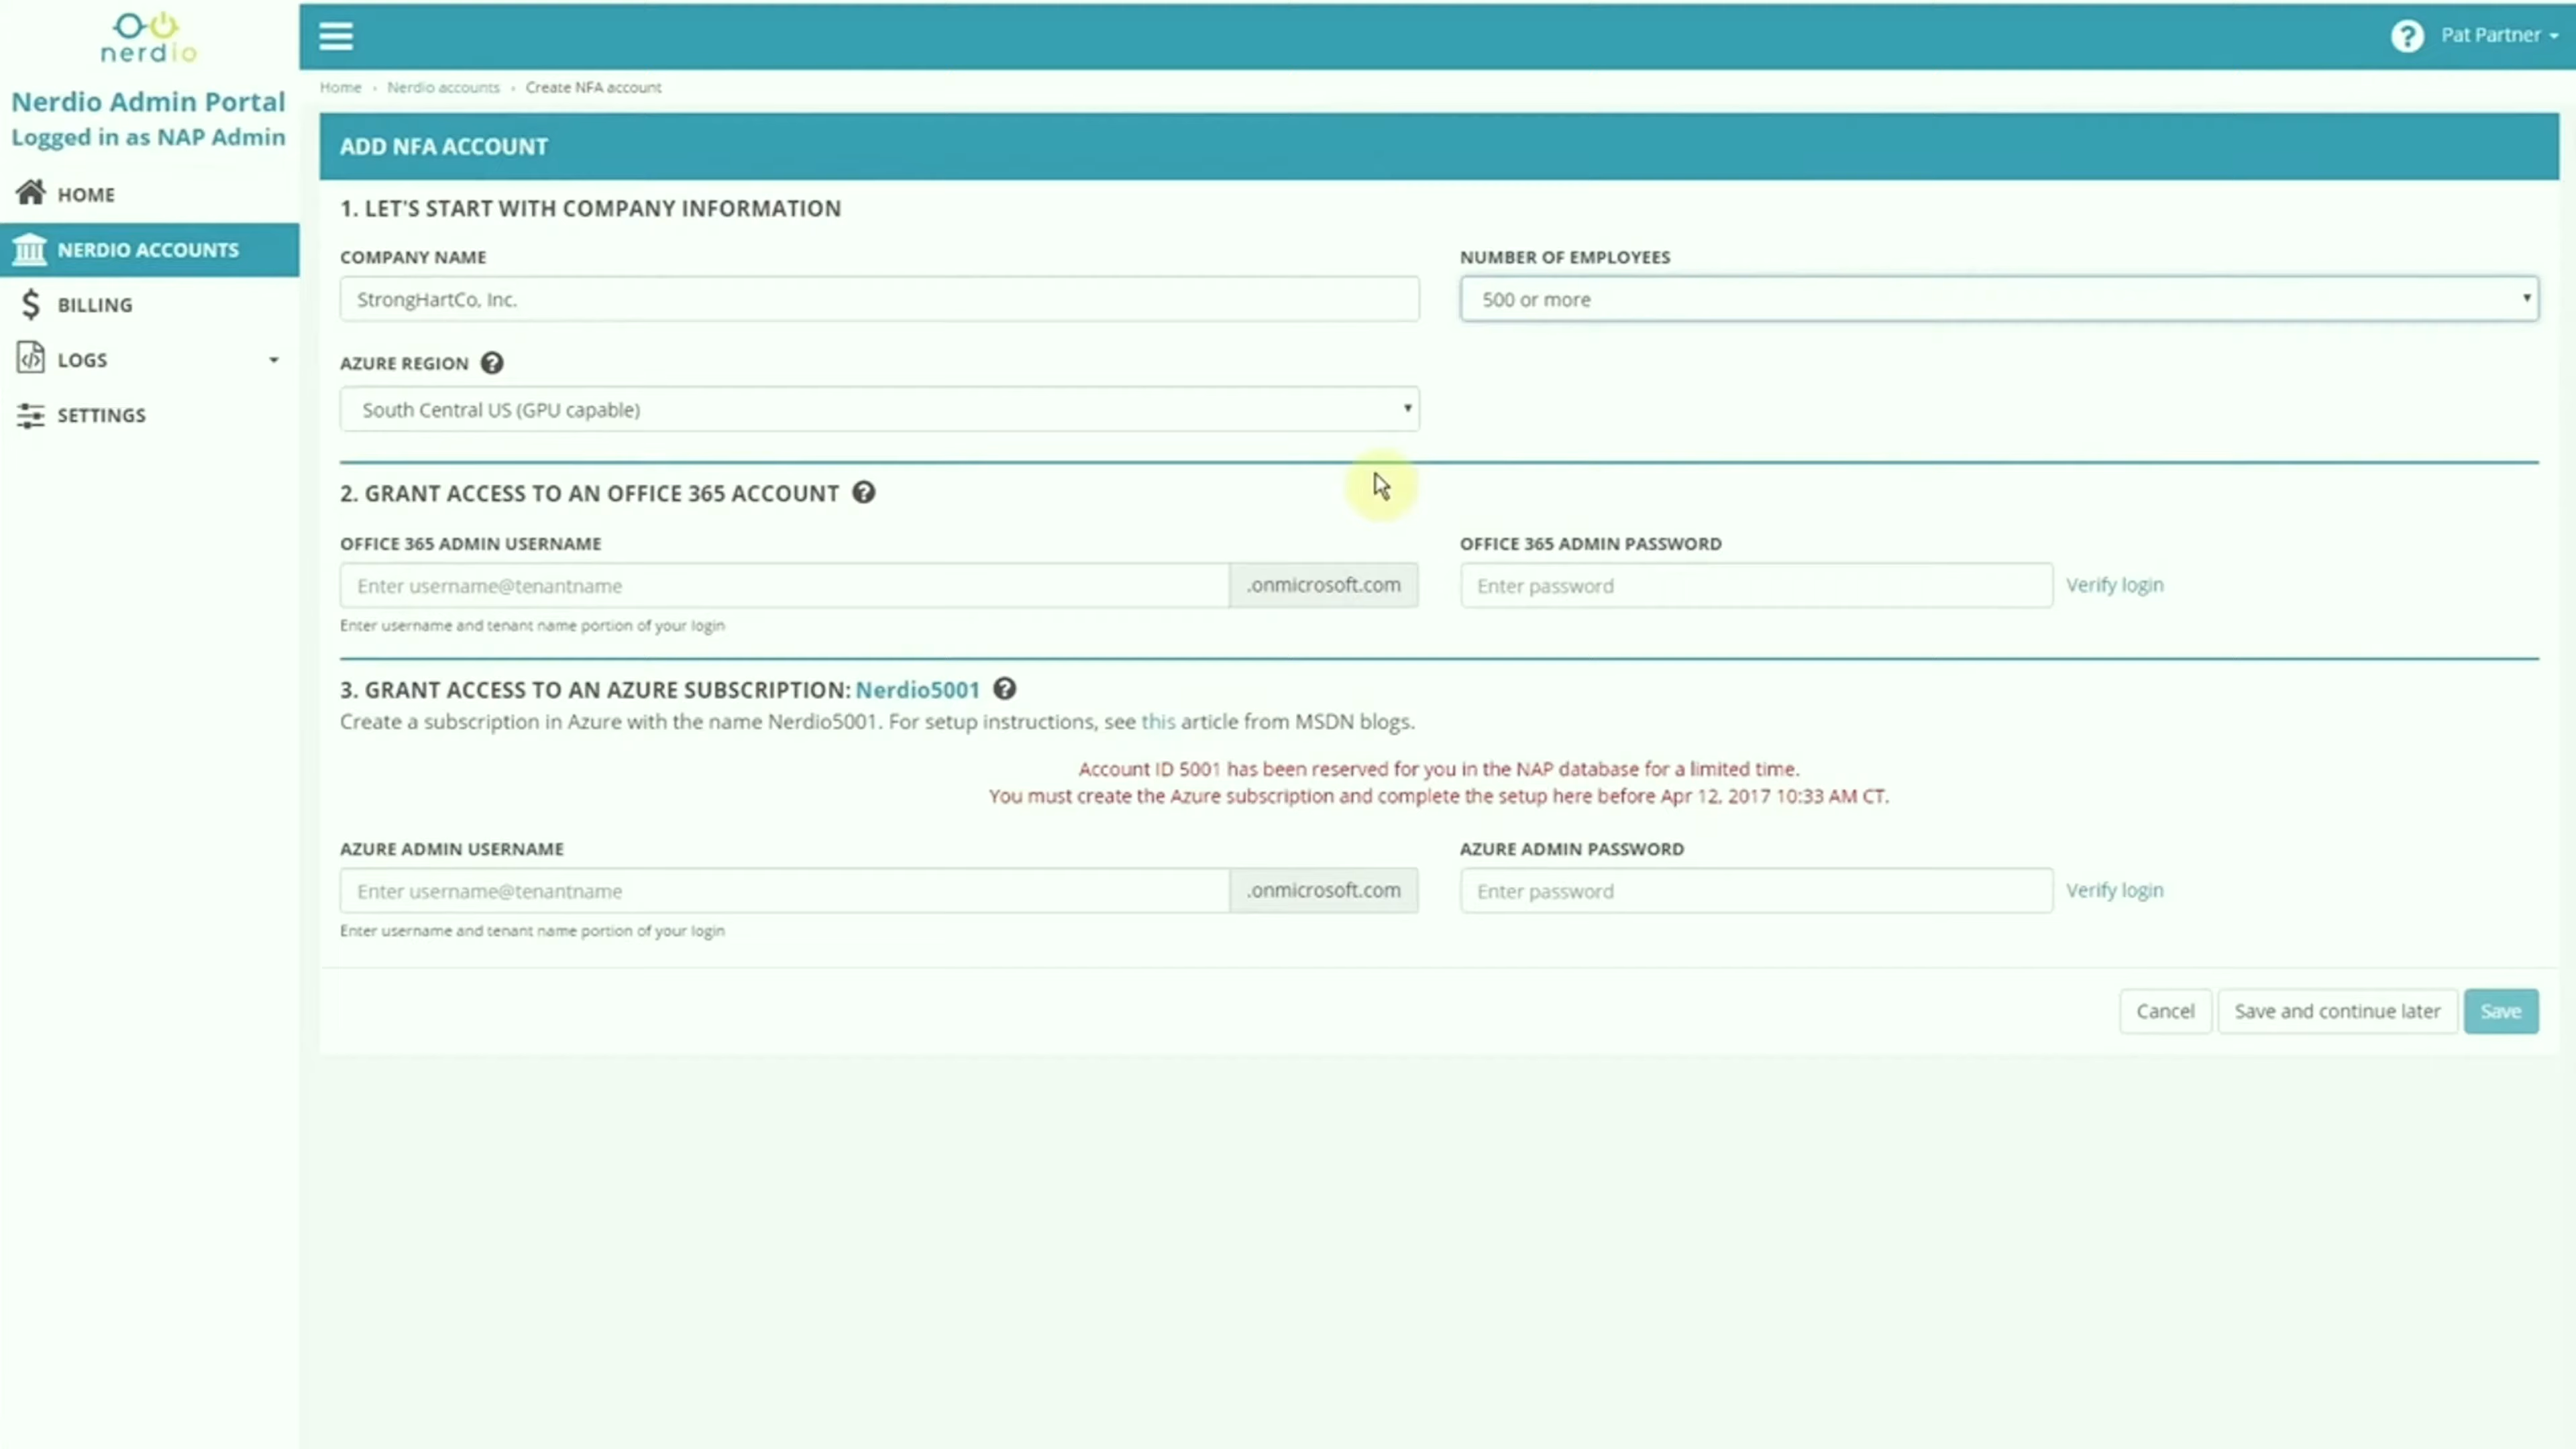 nerdio
Nerdio Admin Portal
Logged in as NAP Admin
HOME
NERDIO ACCOUNTS
BILLING
LOGS
SETTINGS
? Pat Partner
Home
Nerdio accounts
Create NFA account
ADD NFA ACCOUNT
1. LET'S START WITH COMPANY INFORMATION
COMPANY NAME
StrongHartCo, Inc.
NUMBER OF EMPLOYEES
500 or more
AZURE REGION ?
South Central US (GPU capable)
2. GRANT ACCESS TO AN OFFICE 365 ACCOUNT ?
OFFICE 365 ADMIN USERNAME
Enter username@tenantname .onmicrosoft.com
Enter username and tenant name portion of your login
OFFICE 365 ADMIN PASSWORD
Enter password Verify login
3. GRANT ACCESS TO AN AZURE SUBSCRIPTION: Nerdio5001 ?
Create a subscription in Azure with the name Nerdio5001. For setup instructions, see this article from MSDN blogs.
Account ID 5001 has been reserved for you in the NAP database for a limited time.
You must create the Azure subscription and complete the setup here before Apr 12, 2017 10:33 AM CT.
AZURE ADMIN USERNAME
Enter username@tenantname .onmicrosoft.com
Enter username and tenant name portion of your login
AZURE ADMIN PASSWORD
Enter password Verify login
Cancel
Save and continue later
Save